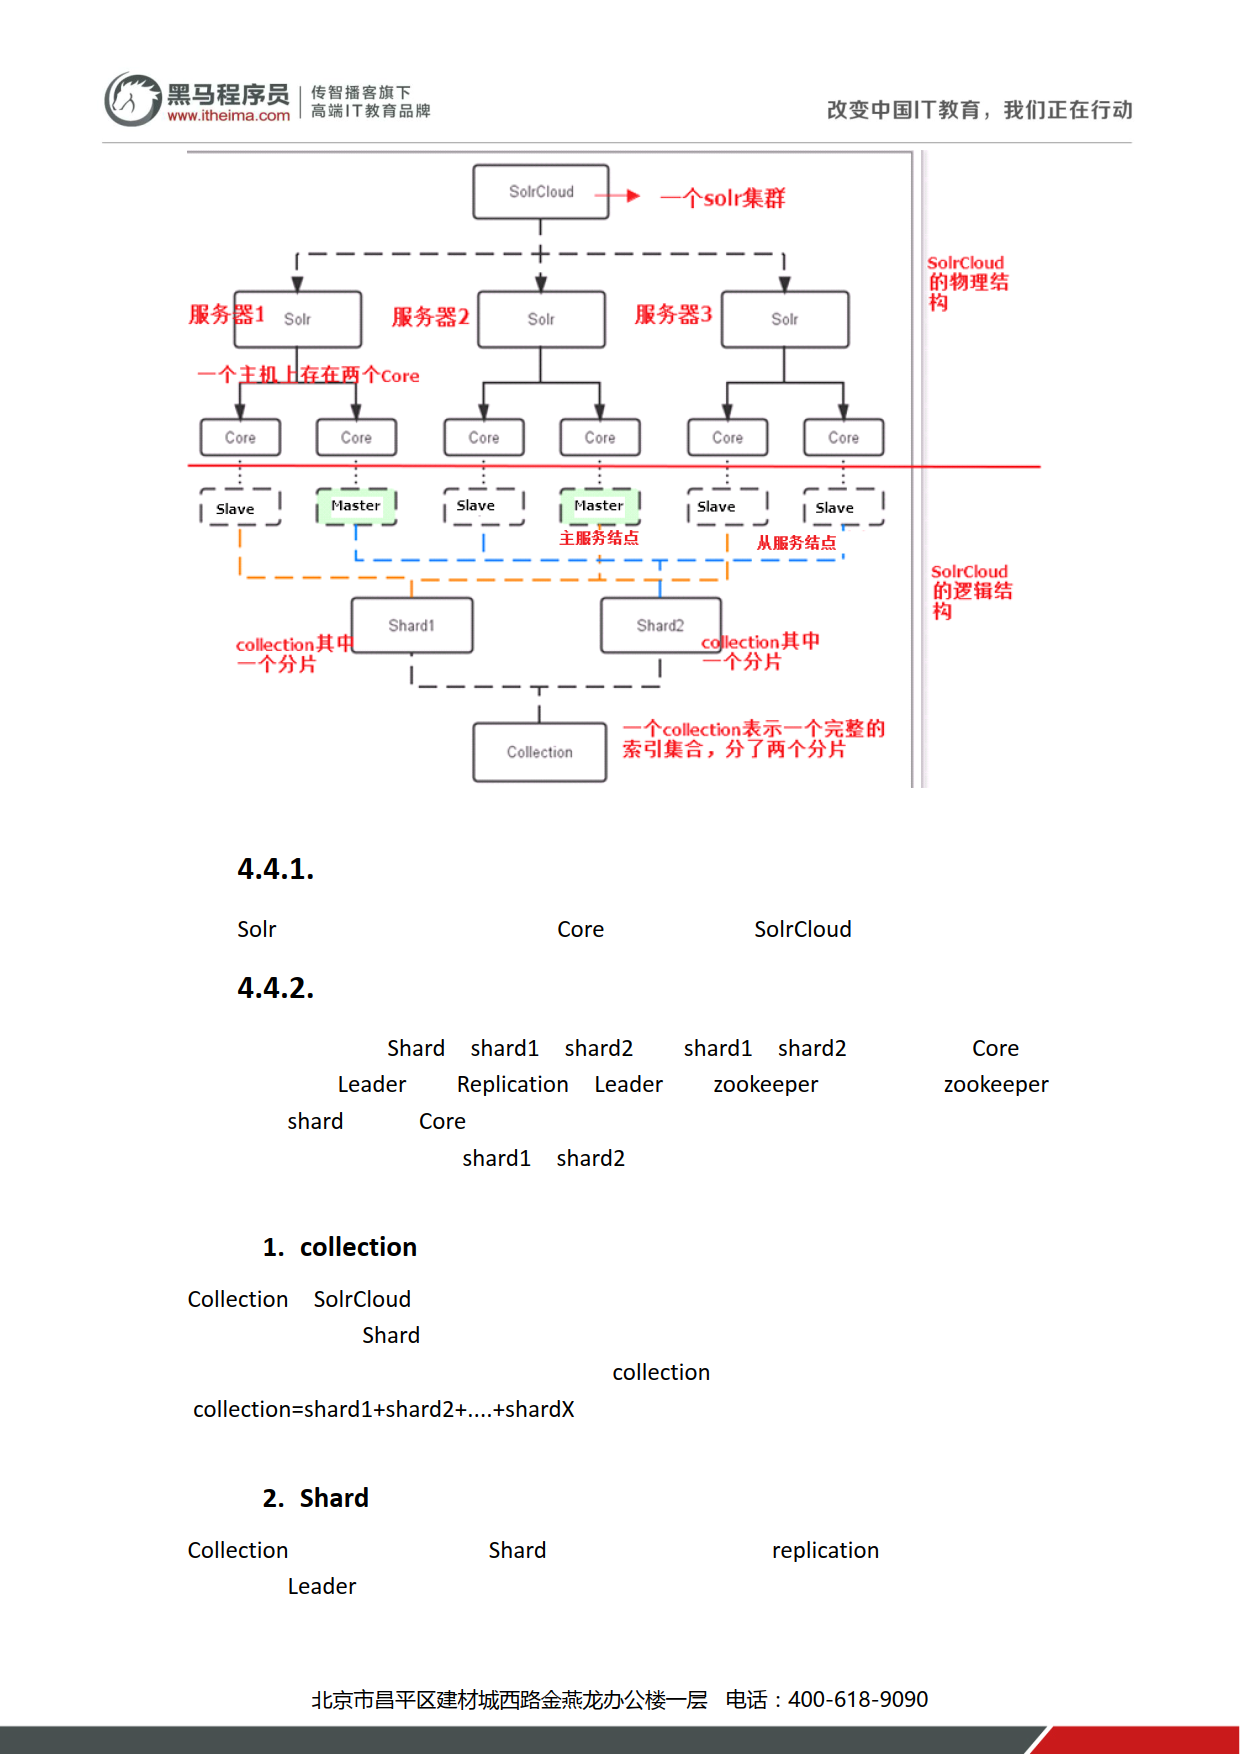 黑马程序员
www.itheima.com
传智播客旗下
高端IT教育品牌
改变中国IT教育，我们正在行动
SolrCloud
一个solr集群
SolrCloud
的物理结
构
服务器1
Solr
服务器2
Solr
服务器3
Solr
一个主机上存在两个Core
Core
Core
Core
Core
Core
Core
Slave
Master
Slave
Master
Slave
Slave
主服务结点
从服务结点
SolrCloud
的逻辑结
构
Shard1
Shard2
collection其中
一个分片
collection其中
一个分片
一个collection表示一个完整的
索引集合，分了两个分片
Collection
4.4.1.
Solr Core SolrCloud
4.4.2.
Shard shard1 shard2 shard1 shard2 Core
Leader Replication Leader zookeeper zookeeper
shard Core
shard1 shard2
1. collection
Collection SolrCloud
Shard
collection
collection=shard1+shard2+....+shardX
2. Shard
Collection Shard replication
Leader
北京市昌平区建材城西路金燕龙办公楼一层 电话：400-618-9090